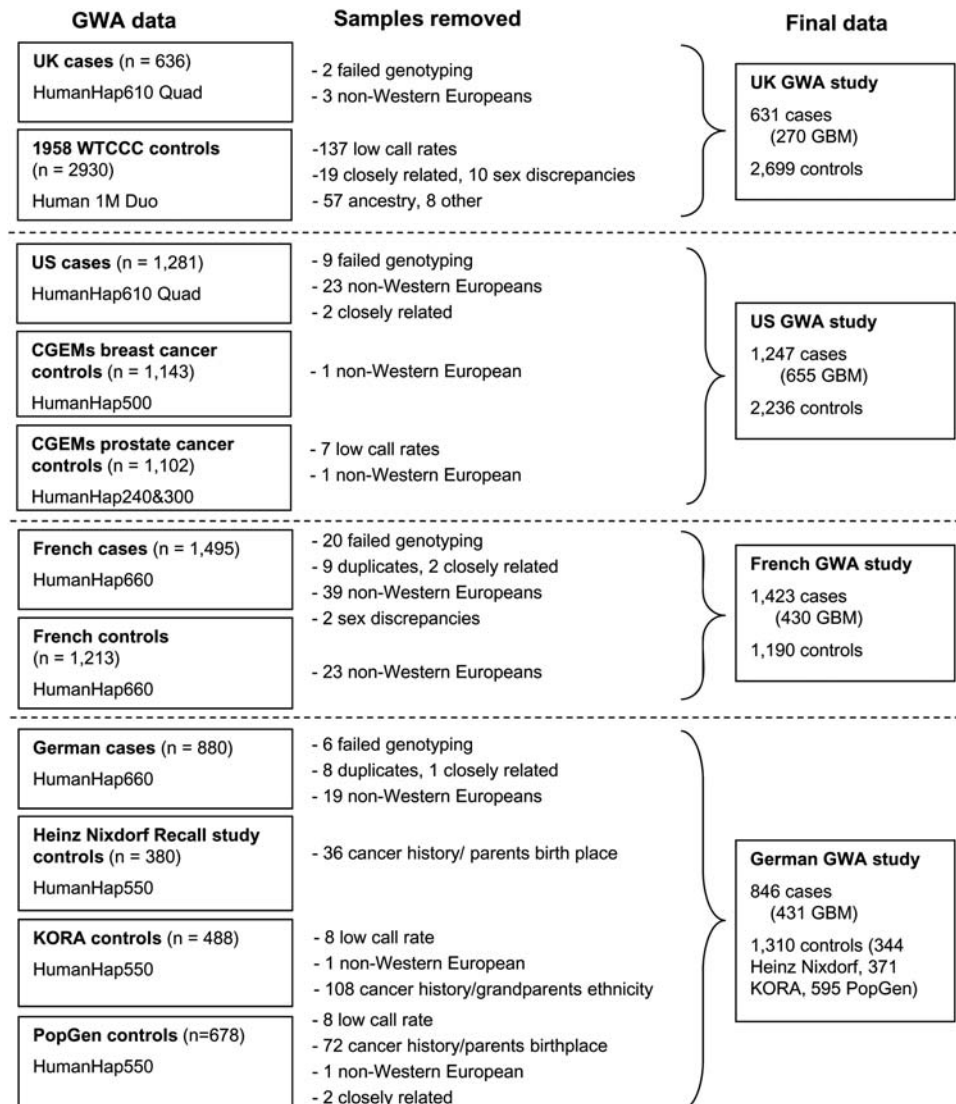 GWA data
Samples removed
Final data
UK cases (n = 636)
HumanHap610 Quad
- 2 failed genotyping
- 3 non-Western Europeans
1958 WTCCC controls
(n = 2930)
Human 1M Duo
-137 low call rates
-19 closely related, 10 sex discrepancies
- 57 ancestry, 8 other
UK GWA study
631 cases
(270 GBM)
2,699 controls
US cases (n = 1,281)
HumanHap610 Quad
- 9 failed genotyping
- 23 non-Western Europeans
- 2 closely related
CGEMs breast cancer
controls (n = 1,143)
HumanHap500
- 1 non-Western European
CGEMs prostate cancer
controls (n = 1,102)
HumanHap240&300
- 7 low call rates
- 1 non-Western European
US GWA study
1,247 cases
(655 GBM)
2,236 controls
French cases (n = 1,495)
HumanHap660
- 20 failed genotyping
- 9 duplicates, 2 closely related
- 39 non-Western Europeans
- 2 sex discrepancies
French controls
(n = 1,213)
HumanHap660
- 23 non-Western Europeans
French GWA study
1,423 cases
(430 GBM)
1,190 controls
German cases (n = 880)
HumanHap660
- 6 failed genotyping
- 8 duplicates, 1 closely related
- 19 non-Western Europeans
Heinz Nixdorf Recall study
controls (n = 380)
HumanHap550
- 36 cancer history/ parents birth place
KORA controls (n = 488)
HumanHap550
- 8 low call rate
- 1 non-Western European
- 108 cancer history/grandparents ethnicity
PopGen controls (n=678)
HumanHap550
- 8 low call rate
- 72 cancer history/parents birthplace
- 1 non-Western European
- 2 closely related
German GWA study
846 cases
(431 GBM)
1,310 controls (344
Heinz Nixdorf, 371
KORA, 595 PopGen)